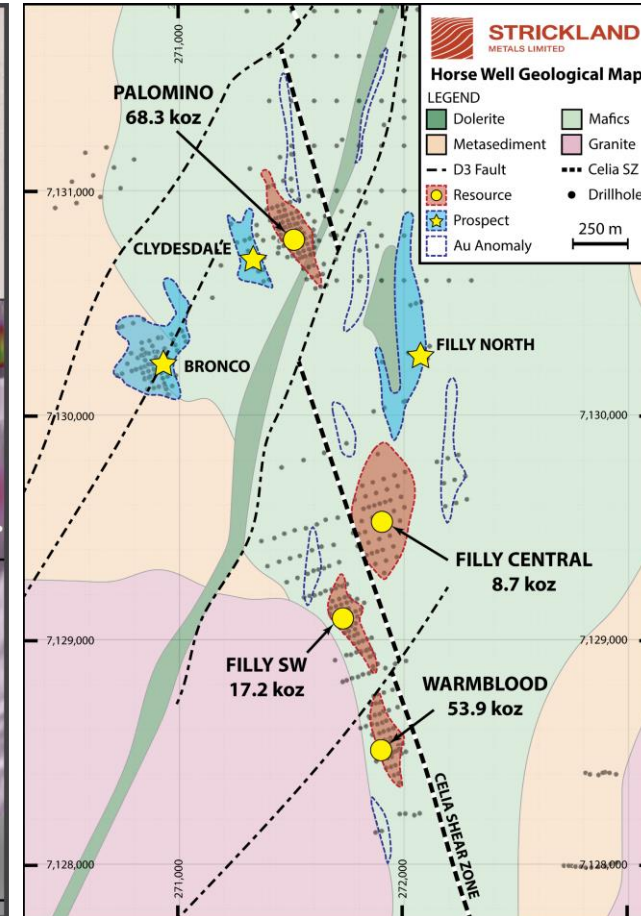 STRICKLAND
METALS LIMITED
Horse Well Geological Map
LEGEND
Dolerite
Mafics
Metasediment
Granite
D3 Fault
Celia SZ
Resource
Drillhole
Prospect
Au Anomaly
250 m
271,000
PALOMINO
68.3 koz
7,131,000
CLYDESDALE
BRONCO
FILLY NORTH
7,130,000
7,130,000
FILLY CENTRAL
8.7 koz
7,129,000
7,129,000
FILLY SW
17.2 koz
WARMBLOOD
53.9 koz
CELIA SHEAR ZONE
7,128,000
7,128,000
271,000
272,000